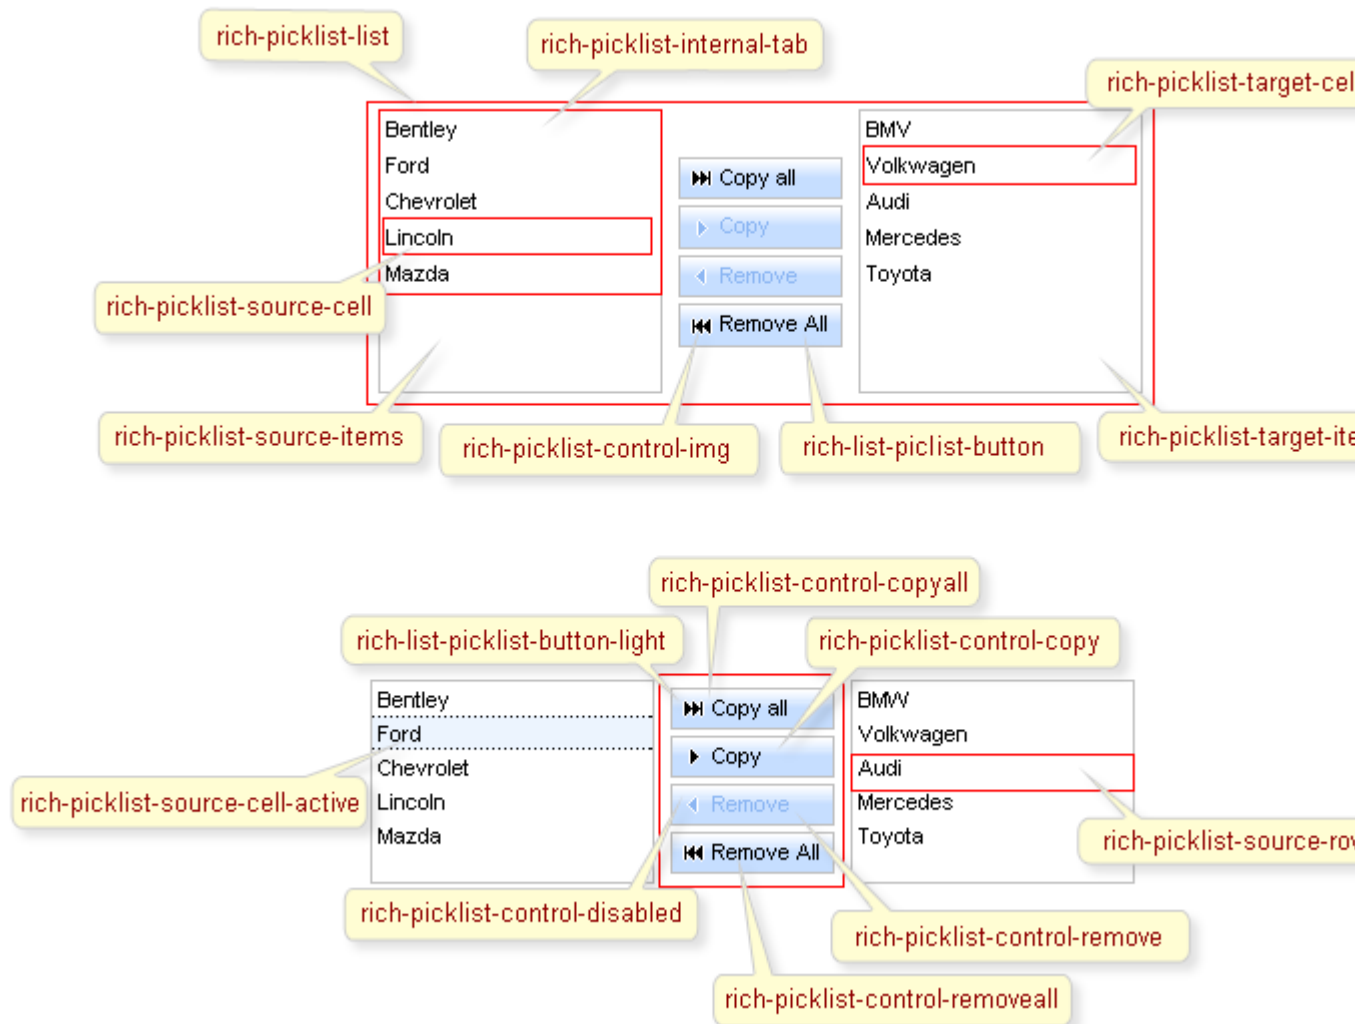 rich-picklist-list
rich-picklist-internal-tab
rich-picklist-target-cel
Bentley
Ford
Chevrolet
Lincoln
Mazda
Copy all
Copy
Remove
Remove All
BMV
Volkwagen
Audi
Mercedes
Toyota
rich-picklist-source-cell
rich-picklist-source-items
rich-picklist-control-img
rich-list-piclist-button
rich-picklist-target-ite
rich-picklist-control-copyall
rich-list-picklist-button-light
rich-picklist-control-copy
Bentley
Ford
Chevrolet
Lincoln
Mazda
Copy all
Copy
Remove
Remove All
BMW
Volkwagen
Audi
Mercedes
Toyota
rich-picklist-source-cell-active
rich-picklist-source-rov
rich-picklist-control-disabled
rich-picklist-control-remove
rich-picklist-control-removeall